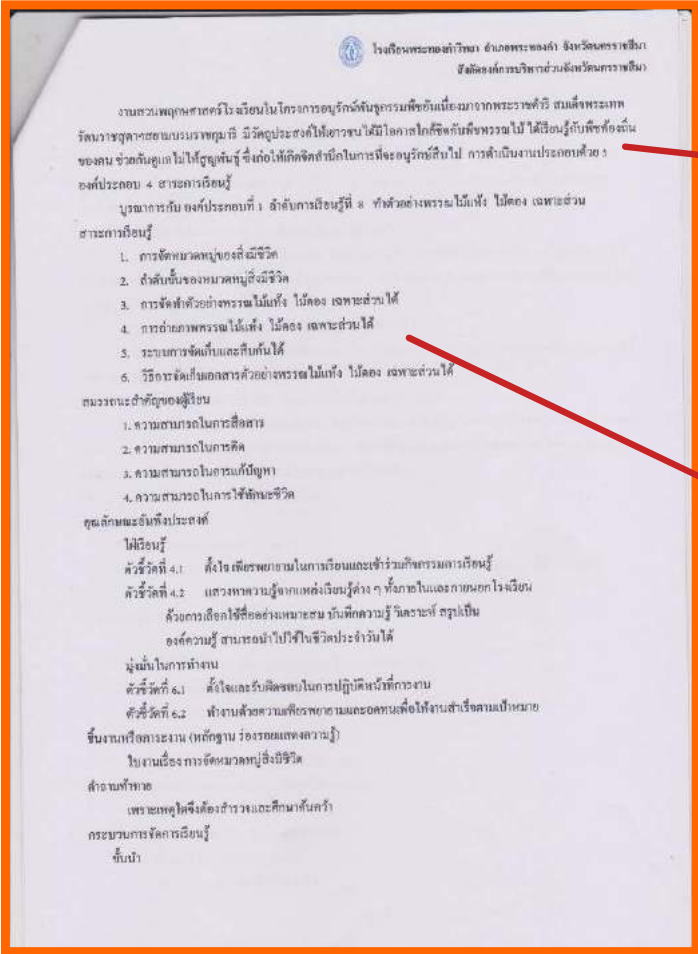 โรงเรียนพระทองคำวิทยา อำเภอพระทองคำ จังหวัดนครราชสีมา
สังกัดองค์การบริหารส่วนจังหวัดนครราชสีมา
งานสวนพฤกษศาสตร์โรงเรียนในโครงการอนุรักษ์พันธุกรรมพืชอันเนื่องมาจากพระราชดำริ สมเด็จพระเทพ
รัตนราชสุดาฯสยามบรมราชกุมารี มีวัตถุประสงค์ให้เยาวชนได้มีโอกาสใกล้ชิดกับพืชพรรณไม้ ได้เรียนรู้กับพืชท้องถิ่น
ของตน ช่วยกันดูแลไม่ให้สูญพันธุ์ ซึ่งก่อให้เกิดจิตสำนึกในการที่จะอนุรักษ์สืบไป การดำเนินงานประกอบด้วย 5
องค์ประกอบ 4 สาระการเรียนรู้
บูรณาการกับ องค์ประกอบที่ 1 ลำดับการเรียนรู้ที่ 8 ทำตัวอย่างพรรณไม้แห้ง ไม้ดอง เฉพาะส่วน
สาระการเรียนรู้
1. การจัดหมวดหมู่ของสิ่งมีชีวิต
2. ลำดับขั้นของหมวดหมู่สิ่งมีชีวิต
3. การจัดทำตัวอย่างพรรณไม้แห้ง ไม้ดอง เฉพาะส่วนได้
4. การถ่ายภาพพรรณไม้แห้ง ไม้ดอง เฉพาะส่วนได้
5. ระบบการจัดเก็บและสืบค้นได้
6. วิธีการจัดเก็บเอกสารตัวอย่างพรรณไม้แห้ง ไม้ดอง เฉพาะส่วนได้
สมรรถนะสำคัญของผู้เรียน
1. ความสามารถในการสื่อสาร
2. ความสามารถในการคิด
3. ความสามารถในการแก้ปัญหา
4. ความสามารถในการใช้ทักษะชีวิต
คุณลักษณะอันพึงประสงค์
ใฝ่เรียนรู้
ตัวชี้วัดที่ 4.1 ตั้งใจ เพียรพยายามในการเรียนและเข้าร่วมกิจกรรมการเรียนรู้
ตัวชี้วัดที่ 4.2 แสวงหาความรู้จากแหล่งเรียนรู้ต่าง ๆ ทั้งภายในและภายนอกโรงเรียน
ด้วยการเลือกใช้สื่ออย่างเหมาะสม บันทึกความรู้ วิเคราะห์ สรุปเป็น
องค์ความรู้ สามารถนำไปใช้ในชีวิตประจำวันได้
มุ่งมั่นในการทำงาน
ตัวชี้วัดที่ 6.1 ตั้งใจและรับผิดชอบในการปฏิบัติหน้าที่การงาน
ตัวชี้วัดที่ 6.2 ทำงานด้วยความเพียรพยายามและอดทนเพื่อให้งานสำเร็จตามเป้าหมาย
ชิ้นงานหรือภาระงาน (หลักฐาน ร่องรอยแสดงความรู้)
ใบงานเรื่อง การจัดหมวดหมู่สิ่งมีชีวิต
คำถามท้าทาย
เพราะเหตุใดจึงต้องสำรวจและศึกษาค้นคว้า
กระบวนการจัดการเรียนรู้
ขั้นนำ